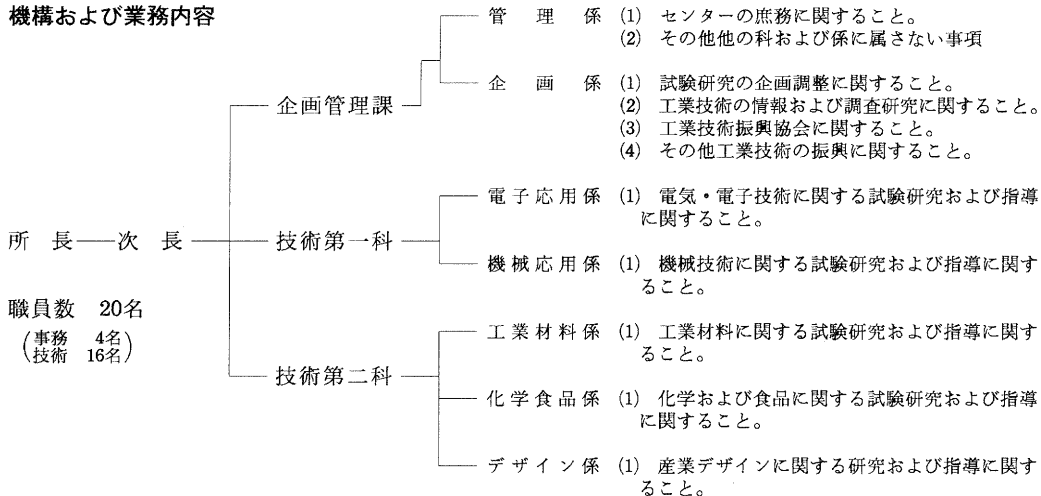 機構および業務内容
管理係 (1) センターの庶務に関すること。
(2) その他他の科および係に属さない事項
企画管理課
企画係 (1) 試験研究の企画調整に関すること。
(2) 工業技術の情報および調査研究に関すること。
(3) 工業技術振興協会に関すること。
(4) その他工業技術の振興に関すること。
所長 次長
技術第一科
電子応用係 (1) 電気・電子技術に関する試験研究および指導
に関すること。
機械応用係 (1) 機械技術に関する試験研究および指導に関す
ること。
職員数 20名
(事務 4名
技術 16名)
技術第二科
工業材料係 (1) 工業材料に関する試験研究および指導に関す
ること。
化学食品係 (1) 化学および食品に関する試験研究および指導
に関すること。
デザイン係 (1) 産業デザインに関する研究および指導に関す
ること。